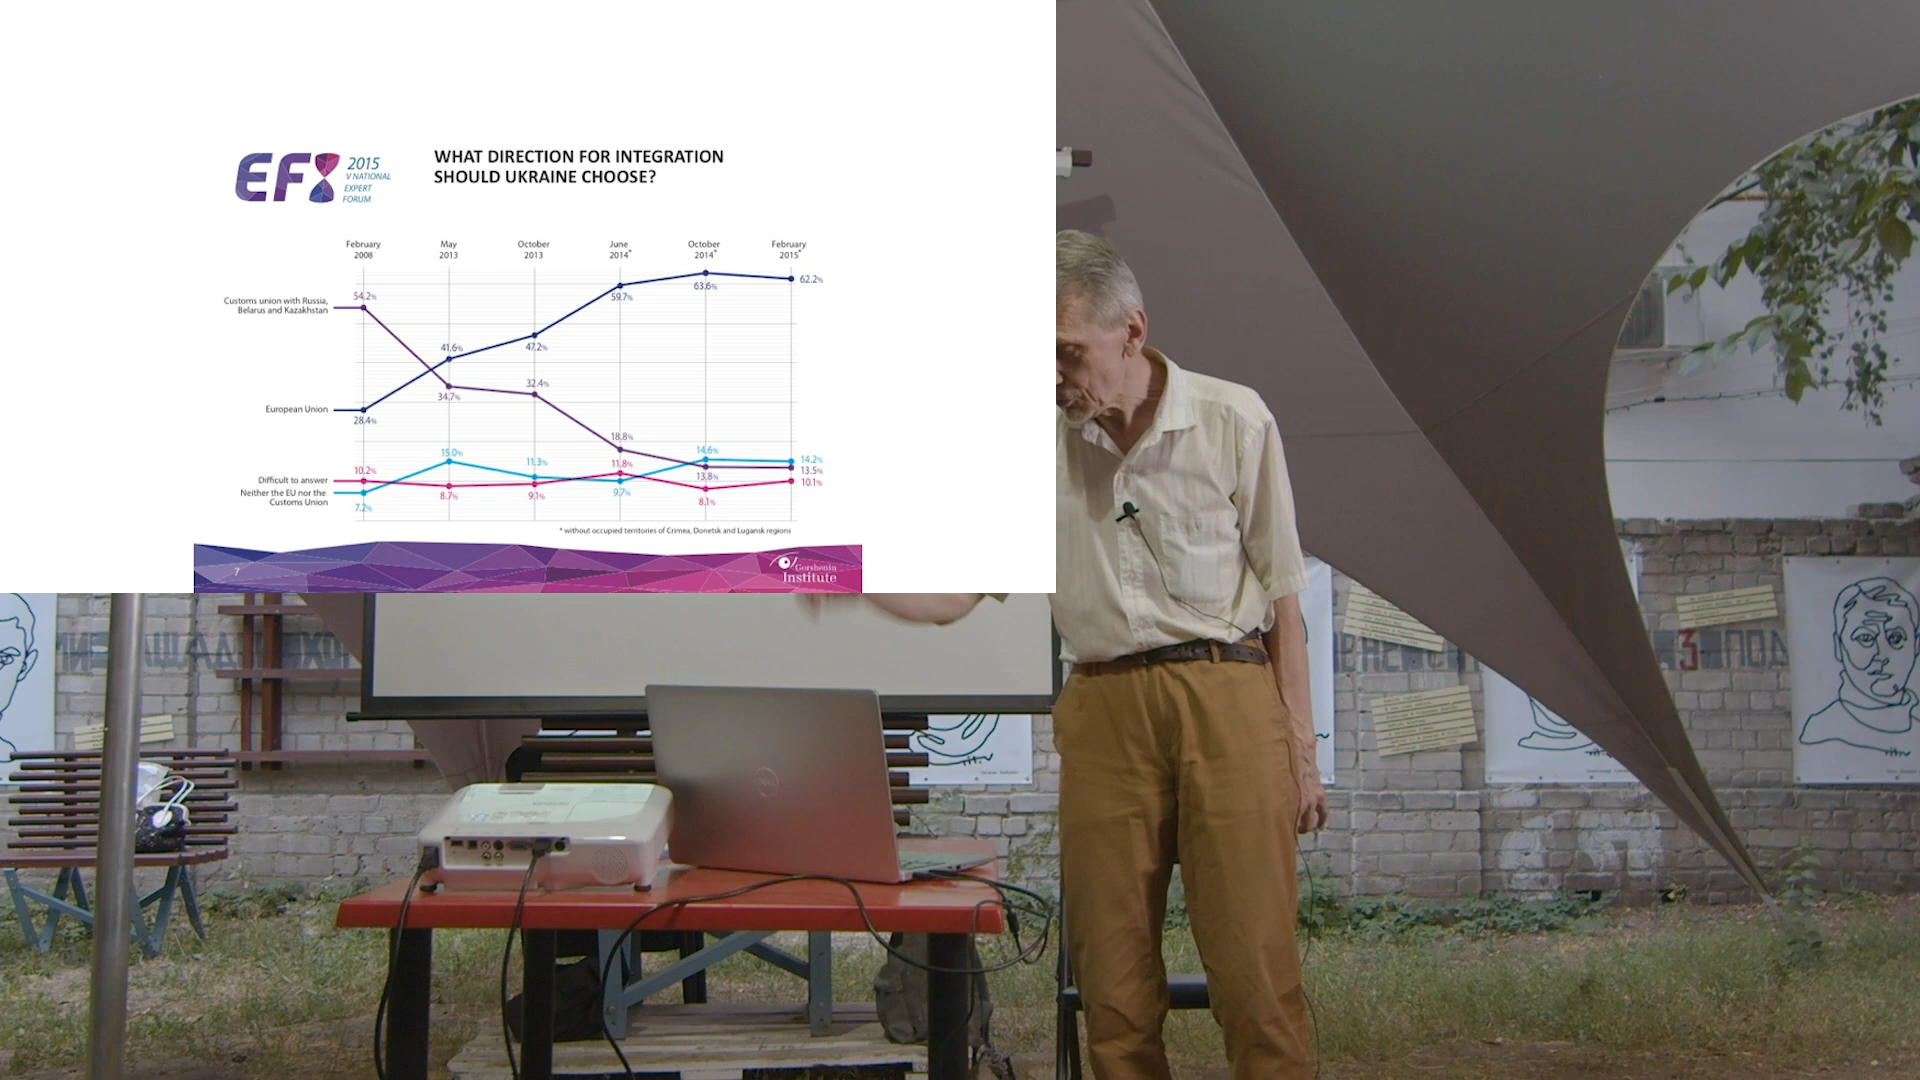 EF
2015
V NATIONAL
EXPERT
FORUM
WHAT DIRECTION FOR INTEGRATION
SHOULD UKRAINE CHOOSE?
February
2008
May
2013
October
2013
June
2014*
October
2014*
February
2015*
Customs union with Russia,
Belarus and Kazakhstan
European Union
Difficult to answer
Neither the EU nor the
Customs Union
54.2%
28.4%
10.2%
7.2%
41.6%
34.7%
15.0%
8.7%
47.2%
32.4%
11.3%
9.1%
59.7%
18.8%
11.8%
9.7%
63.6%
14.6%
13.8%
8.1%
62.2%
14.2%
13.5%
10.1%
* without occupied territories of Crimea, Donetsk and Lugansk regions
7
Gorshenin
Institute
DELL
З ПОД